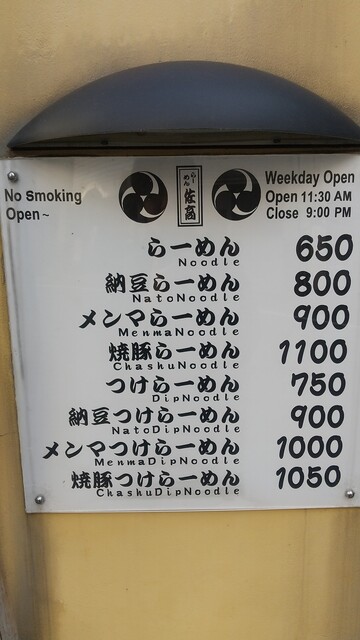 No Smoking
Open~
らーめん
佐高
Weekday Open
Open 11:30 AM
Close 9:00 PM
らーめん 650
Noodle
納豆らーめん 800
NatoNoodle
メンマらーめん 900
MenmaNoodle
焼豚らーめん 1100
ChashuNoodle
つけらーめん 750
DipNoodle
納豆つけらーめん 900
NatoDipNoodle
メンマつけらーめん 1000
MenmaDipNoodle
焼豚つけらーめん 1050
ChashuDipNoodle